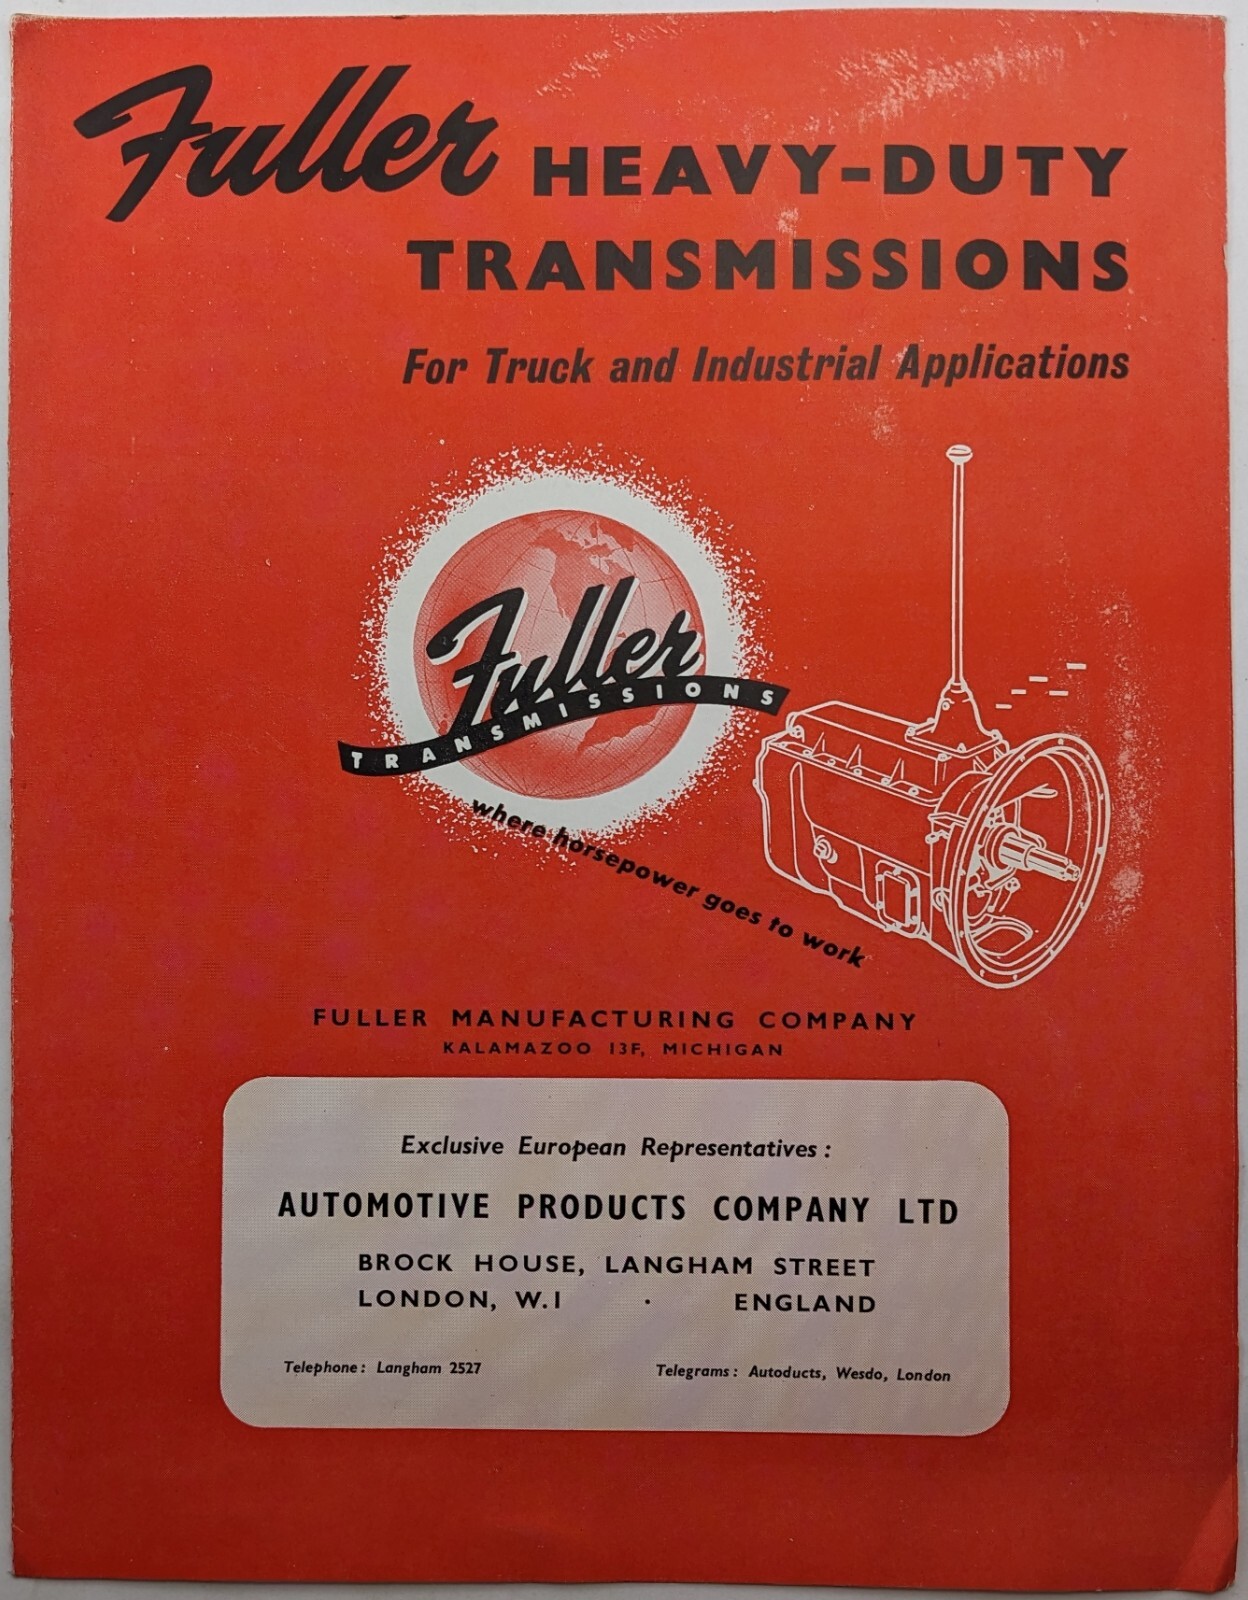 Fuller HEAVY-DUTY
TRANSMISSIONS
For Truck and Industrial Applications
Fuller
TRANSMISSIONS
where horsepower goes to work
FULLER MANUFACTURING COMPANY
KALAMAZOO 13F, MICHIGAN
Exclusive European Representatives:
AUTOMOTIVE PRODUCTS COMPANY LTD
BROCK HOUSE, LANGHAM STREET
LONDON, W.1 · ENGLAND
Telephone: Langham 2527 Telegrams: Autoducts, Wesdo, London